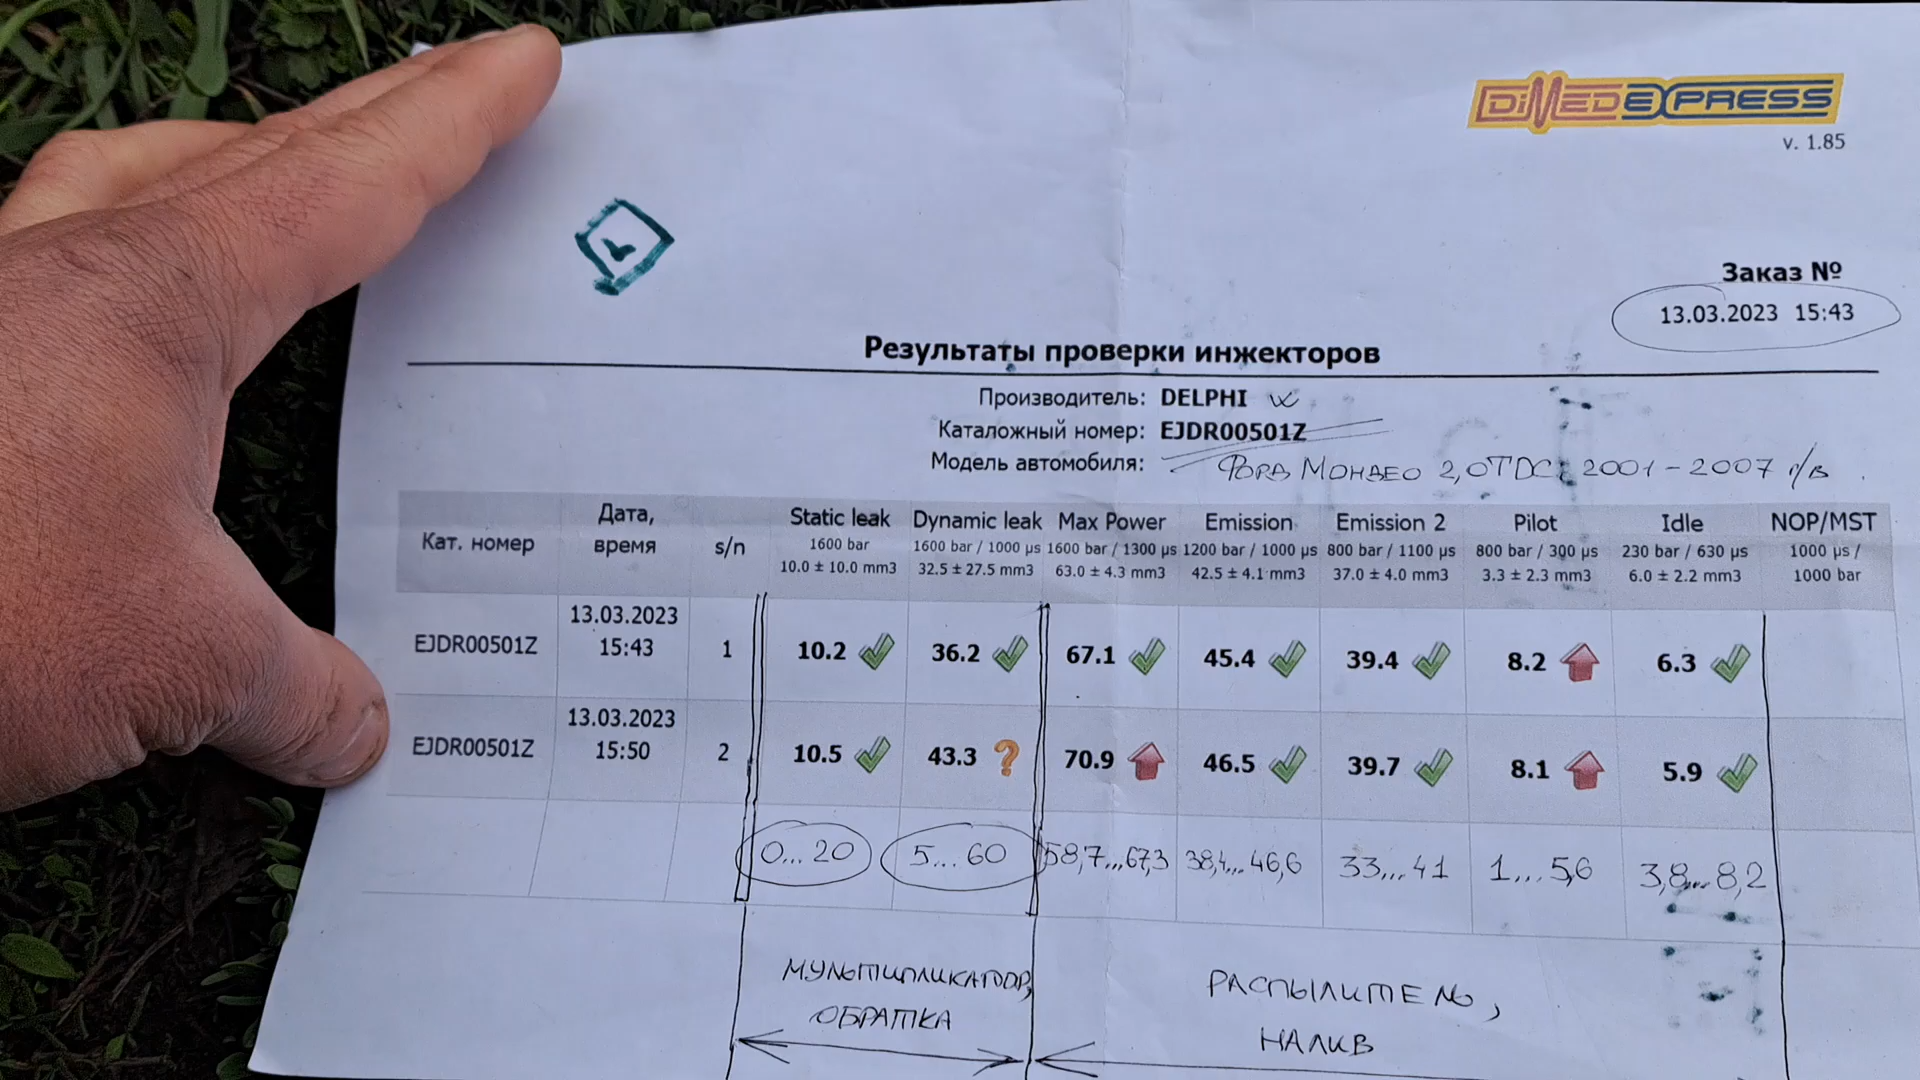 DiMEDEXPRESS
v. 1.85
Заказ №
13.03.2023 15:43
Результаты проверки инжекторов
Производитель: DELPHI
Каталожный номер: EJDR00501Z
Модель автомобиля: Форд Мондео 2,0TDCi 2001-2007 г/в
Кат. номер
Дата,
время
s/n
Static leak
1600 bar
10.0 ± 10.0 mm3
Dynamic leak
1600 bar / 1000 µs
32.5 ± 27.5 mm3
Max Power
1600 bar / 1300 µs
63.0 ± 4.3 mm3
Emission
1200 bar / 1000 µs
42.5 ± 4.1 mm3
Emission 2
800 bar / 1100 µs
37.0 ± 4.0 mm3
Pilot
800 bar / 300 µs
3.3 ± 2.3 mm3
Idle
230 bar / 630 µs
6.0 ± 2.2 mm3
NOP/MST
1000 µs /
1000 bar
EJDR00501Z 13.03.2023 15:43 1 10.2 36.2 67.1 45.4 39.4 8.2 6.3
EJDR00501Z 13.03.2023 15:50 2 10.5 43.3 ? 70.9 46.5 39.7 8.1 5.9
0...20 5...60 58,7...67,3 38,4...46,6 33...41 1...5,6 3,8...8,2
МУЛЬТИПЛИКАТОР,
ОБРАТКА
РАСПЫЛИТЕЛЬ,
НАЛИВ